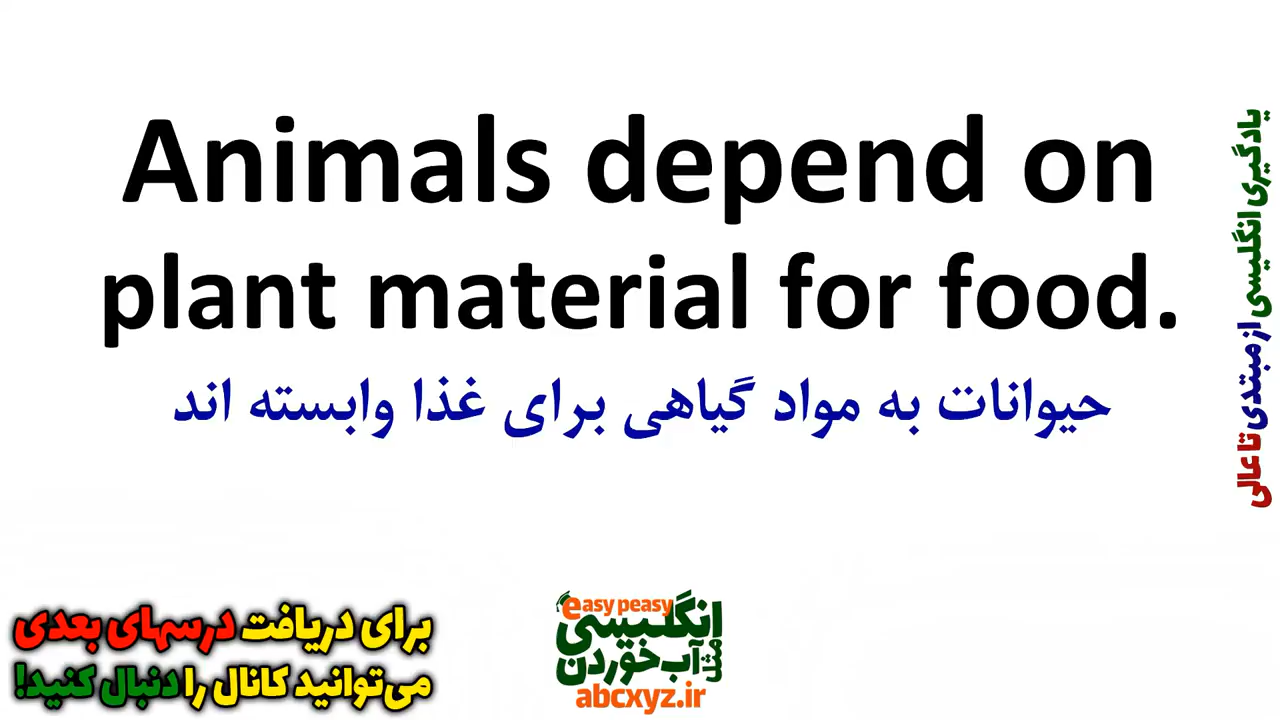 Animals depend on
plant material for food.
حیوانات به مواد گیاهی برای غذا وابسته اند
یادگیری انگلیسی از مبتدی تا عالی
برای دریافت درسهای بعدی
می‌توانید کانال را دنبال کنید!
easy peasy
انگلیسی
مثل آب خوردن
abcxyz.ir